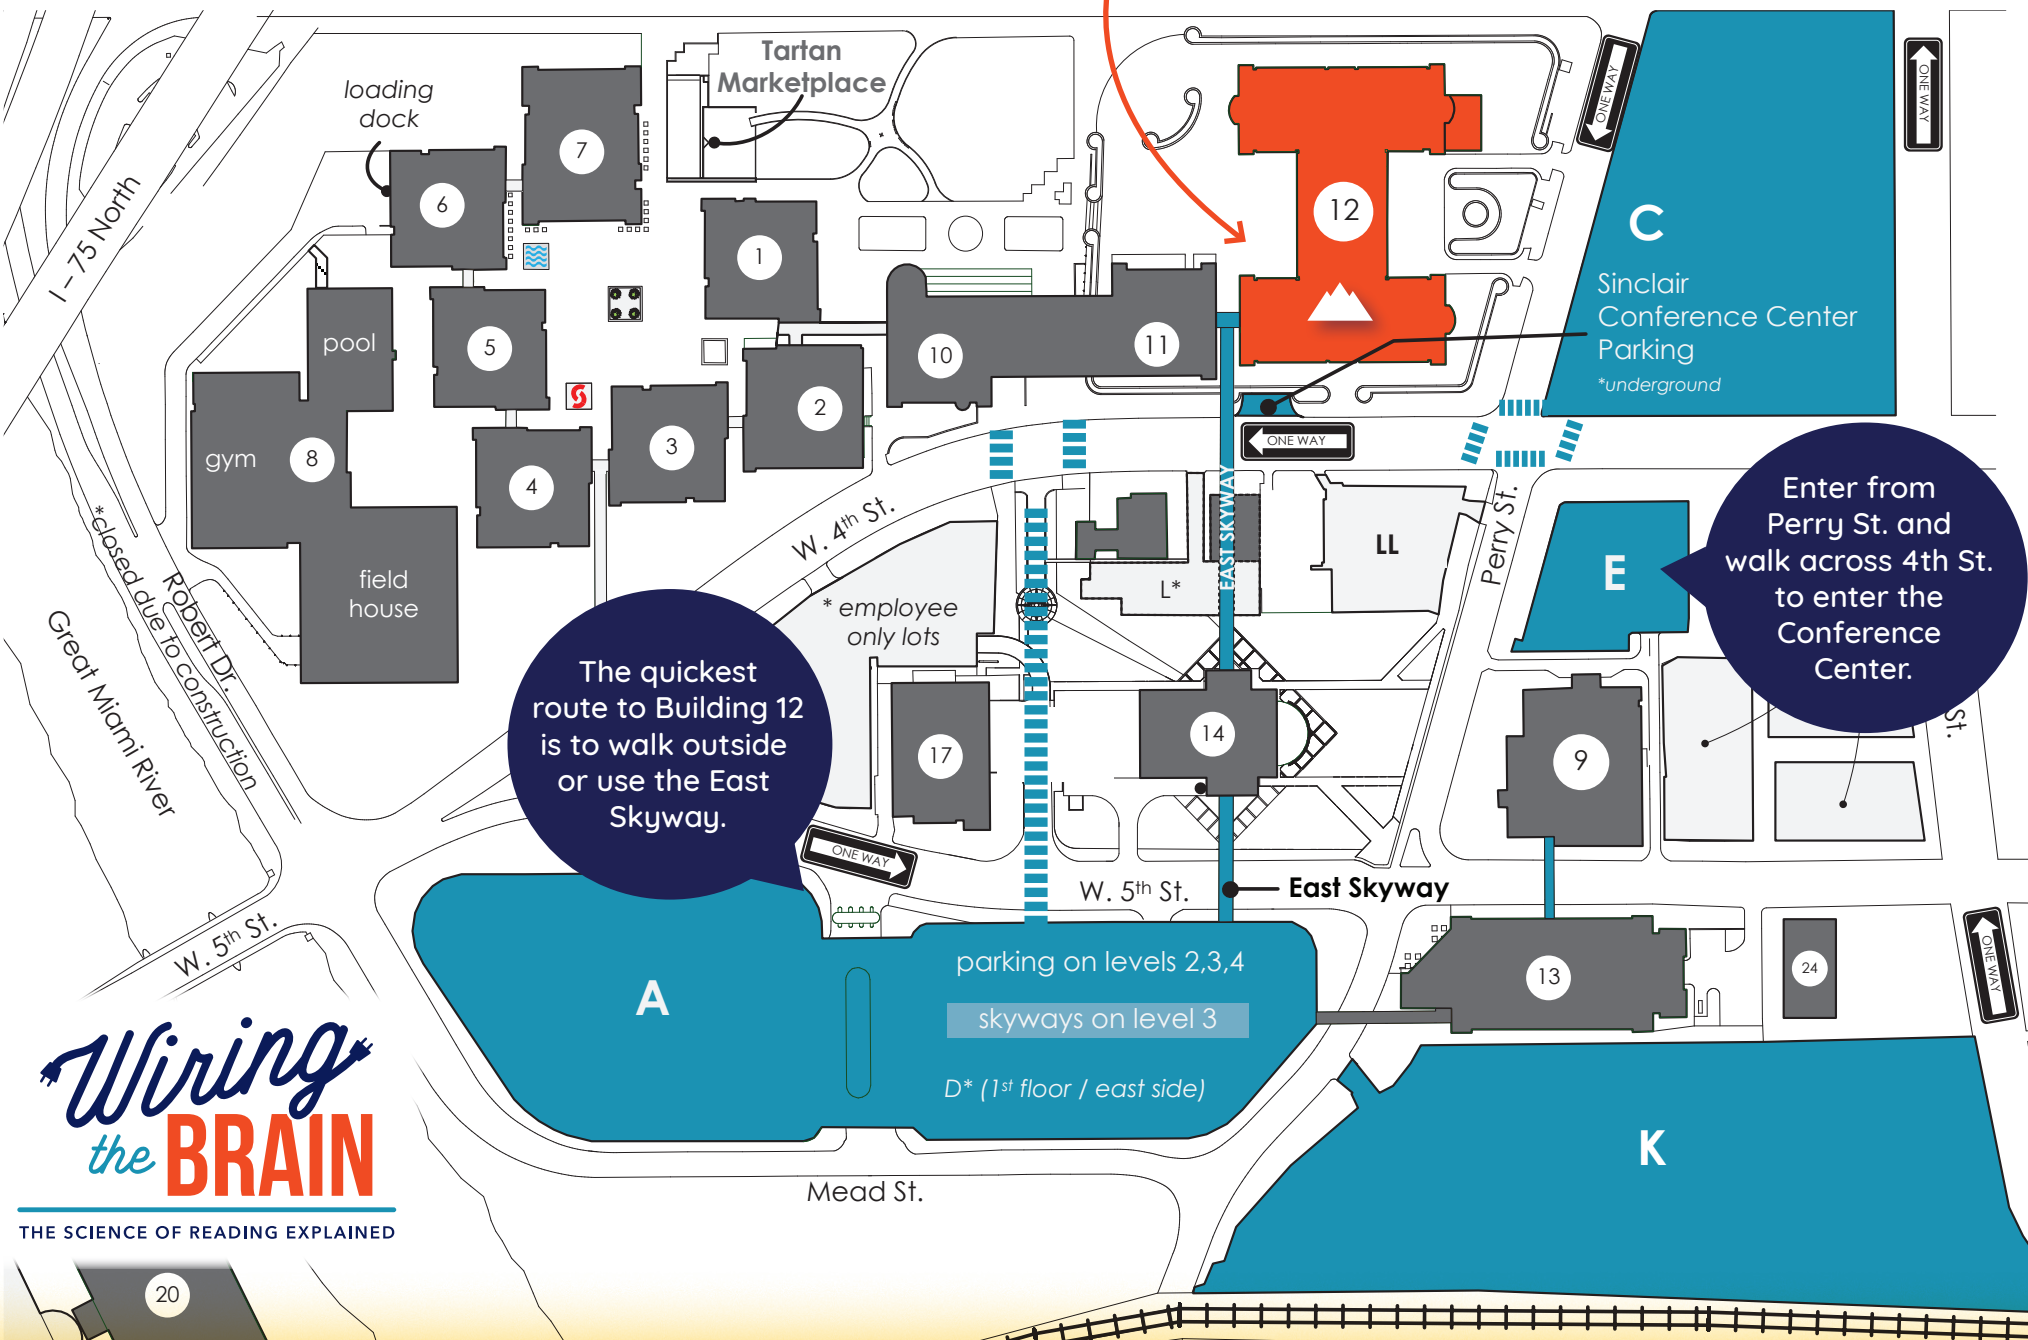 Tartan
Marketplace
loading
dock
7
6
1
12
C
ONE WAY
ONE WAY
I – 75 North
Sinclair
Conference Center
Parking
*underground
pool
5
10
11
2
3
gym
8
4
ONE WAY
EAST SKYWAY
W. 4th St.
Perry St.
LL
L*
E
Enter from
Perry St. and
walk across 4th St.
to enter the
Conference
Center.
St.
*closed due to construction
Robert Dr.
field
house
Great Miami River
* employee
only lots
The quickest
route to Building 12
is to walk outside
or use the East
Skyway.
17
14
9
ONE WAY
W. 5th St.
East Skyway
W. 5th St.
A
parking on levels 2,3,4
skyways on level 3
D* (1st floor / east side)
13
24
ONE WAY
K
Mead St.
Wiring
the BRAIN
THE SCIENCE OF READING EXPLAINED
20